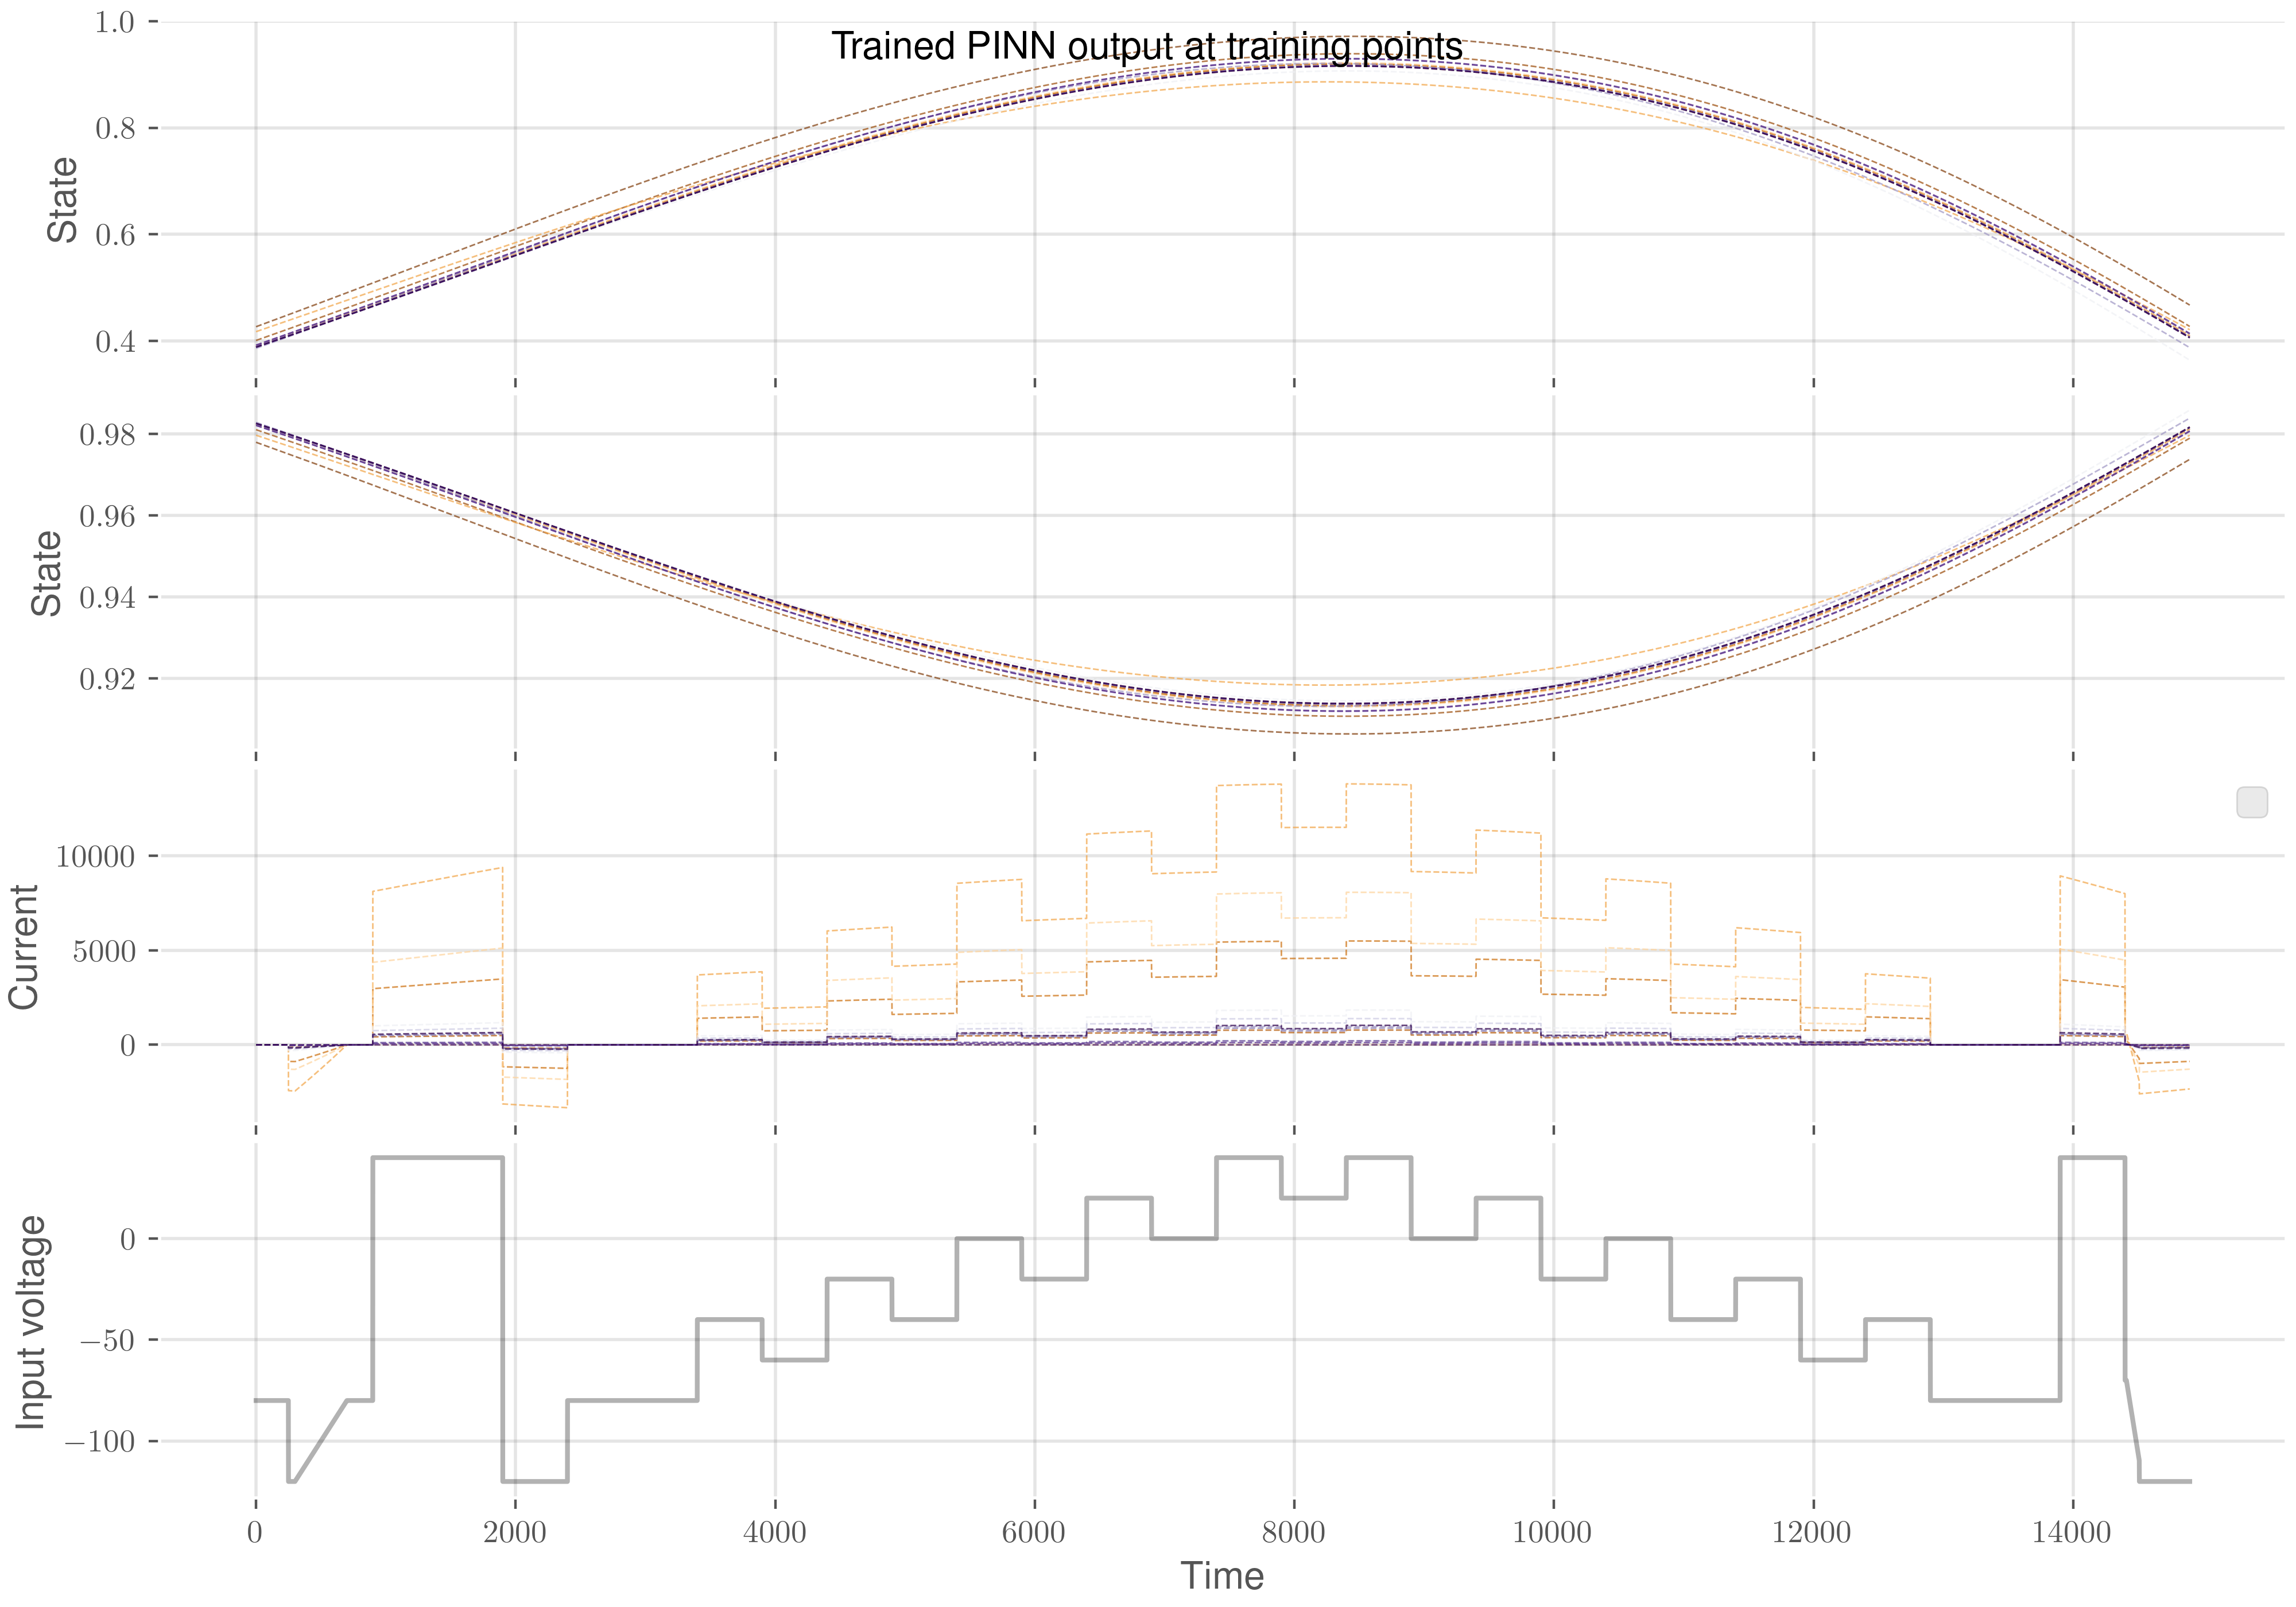 Trained PINN output at training points
1.0
0.8
0.6
0.4
State
0.98
0.96
0.94
0.92
State
10000
5000
0
Current
0
−50
−100
Input voltage
0 2000 4000 6000 8000 10000 12000 14000
Time